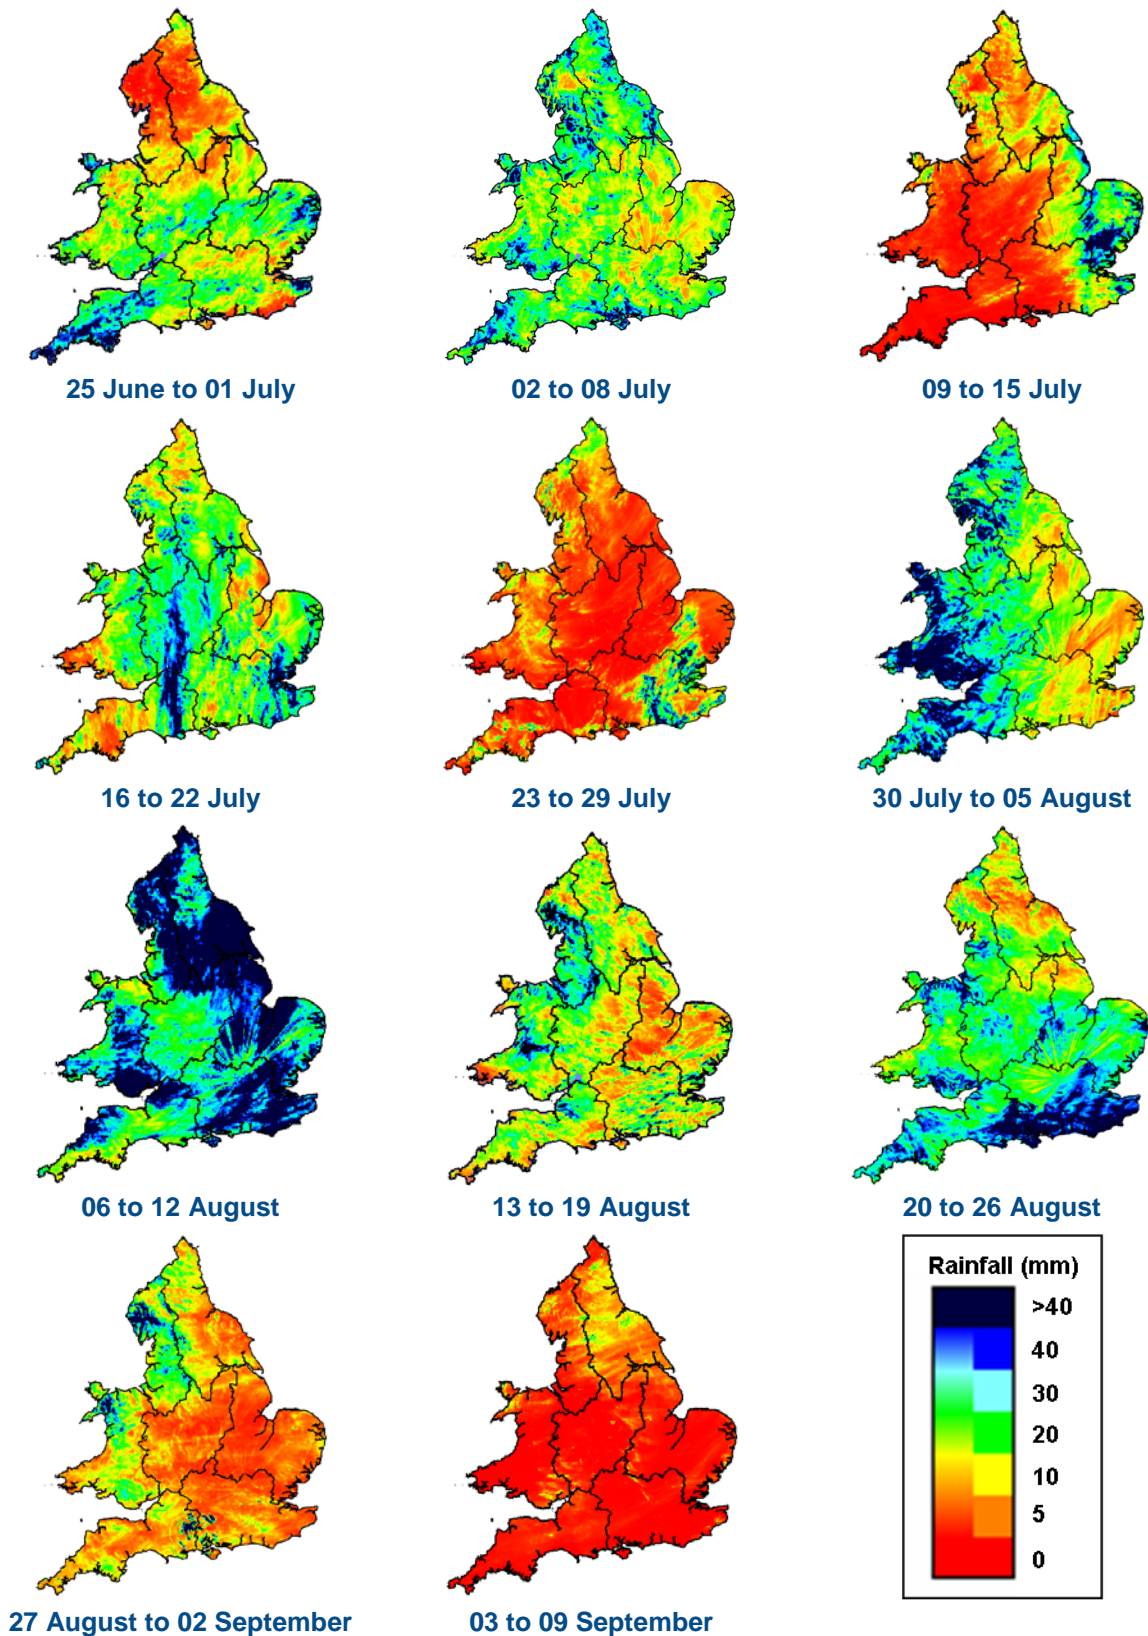 25 June to 01 July
02 to 08 July
09 to 15 July
16 to 22 July
23 to 29 July
30 July to 05 August
06 to 12 August
13 to 19 August
20 to 26 August
Rainfall (mm)
>40
40
30
20
10
5
0
27 August to 02 September
03 to 09 September